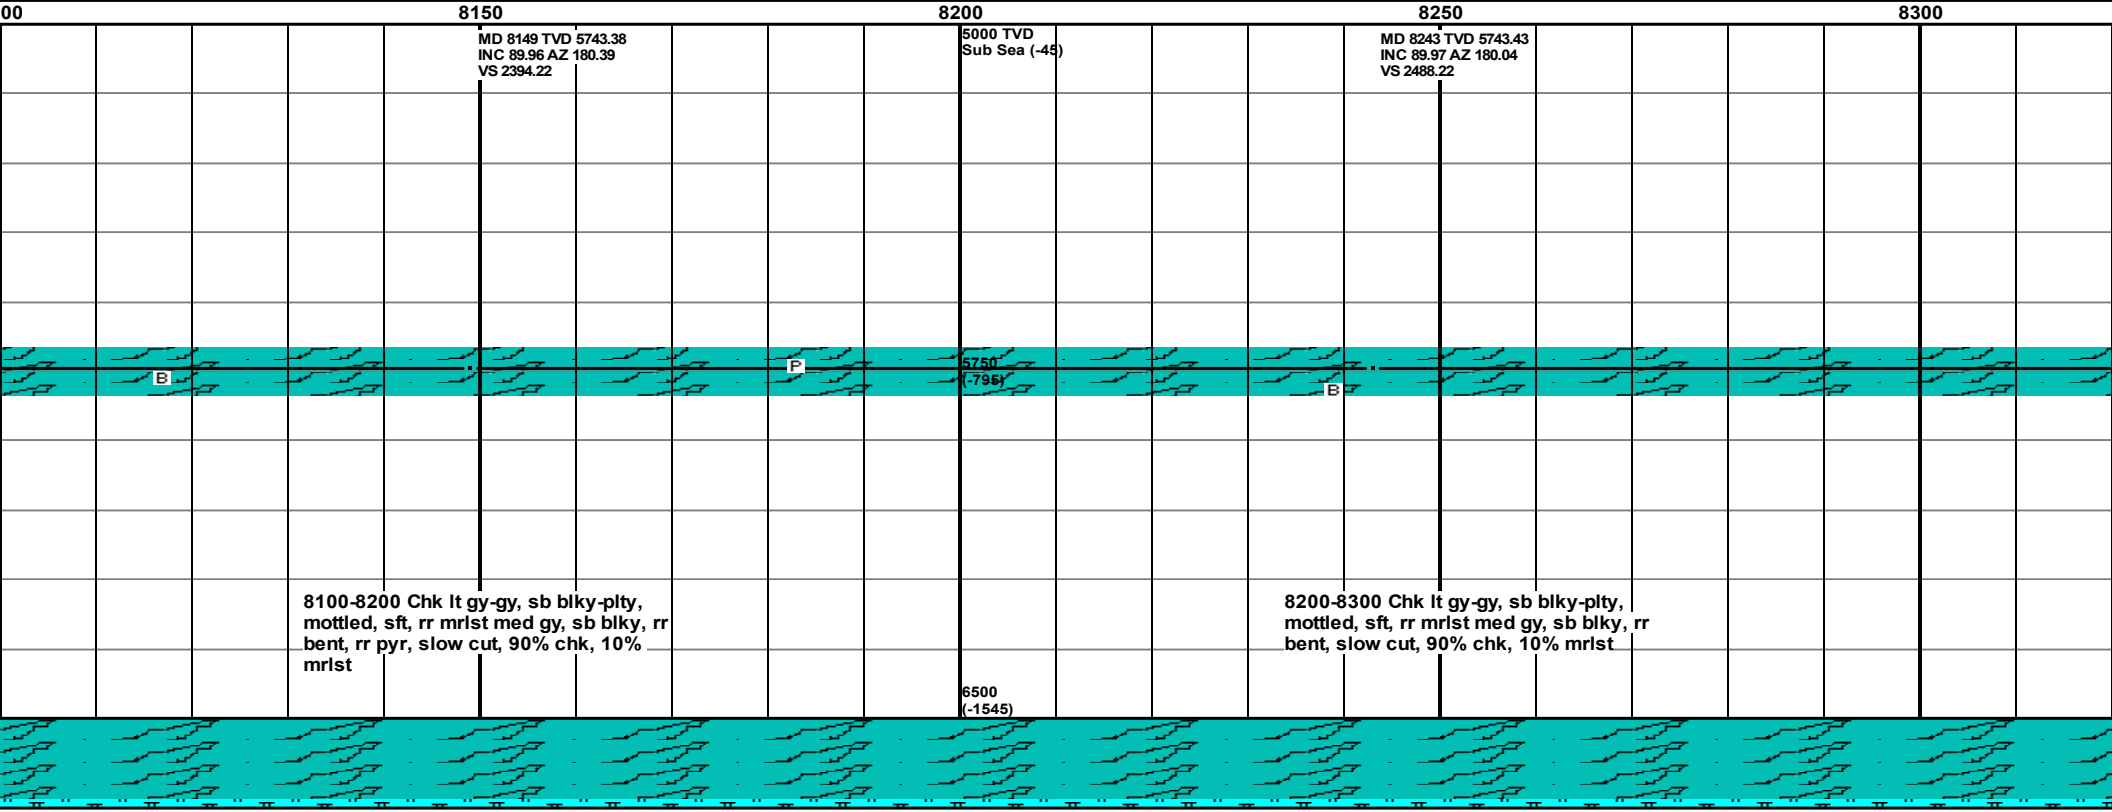 00 8150 8200 8250 8300
MD 8149 TVD 5743.38
INC 89.96 AZ 180.39
VS 2394.22
5000 TVD
Sub Sea (-45)
MD 8243 TVD 5743.43
INC 89.97 AZ 180.04
VS 2488.22
B
P
5750
(-795)
B
8100-8200 Chk lt gy-gy, sb blky-plty,
mottled, sft, rr mrlst med gy, sb blky, rr
bent, rr pyr, slow cut, 90% chk, 10%
mrlst
8200-8300 Chk lt gy-gy, sb blky-plty,
mottled, sft, rr mrlst med gy, sb blky, rr
bent, slow cut, 90% chk, 10% mrlst
6500
(-1545)